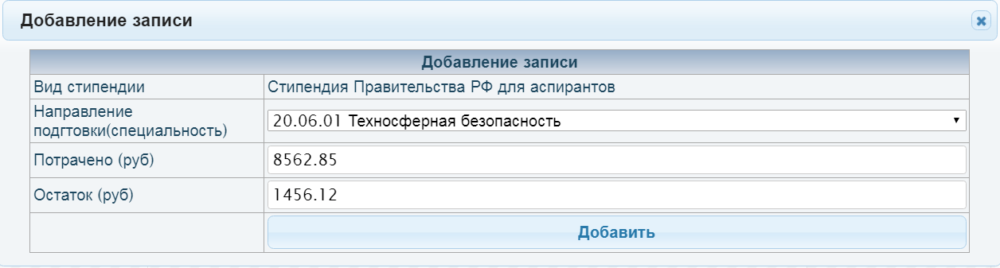 Добавление записи
Добавление записи
Вид стипендии Стипендия Правительства РФ для аспирантов
Направление
подгтовки(специальность) 20.06.01 Техносферная безопасность
Потрачено (руб) 8562.85
Остаток (руб) 1456.12
Добавить